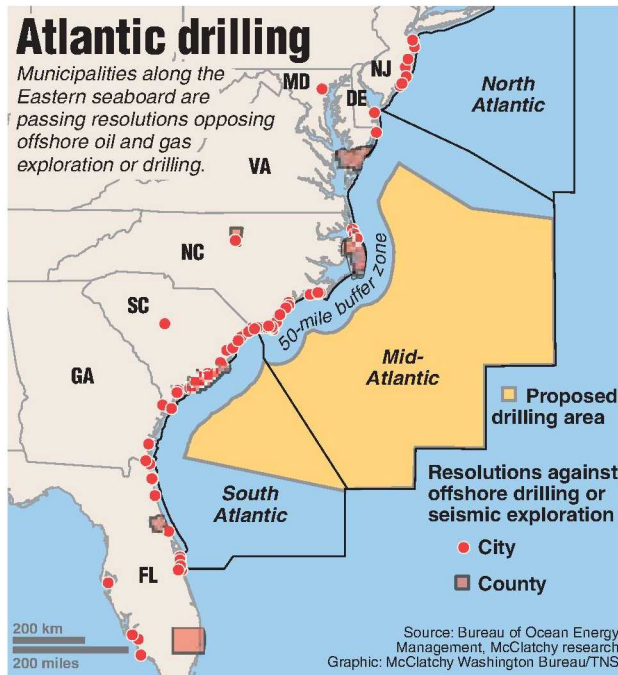 Atlantic drilling
Municipalities along the
Eastern seaboard are
passing resolutions opposing
offshore oil and gas
exploration or drilling.
MD
NJ
DE
North
Atlantic
VA
NC
SC
50-mile buffer zone
GA
Mid-
Atlantic
Proposed
drilling area
South
Atlantic
Resolutions against
offshore drilling or
seismic exploration
City
County
FL
200 km
200 miles
Source: Bureau of Ocean Energy
Management, McClatchy research
Graphic: McClatchy Washington Bureau/TNS